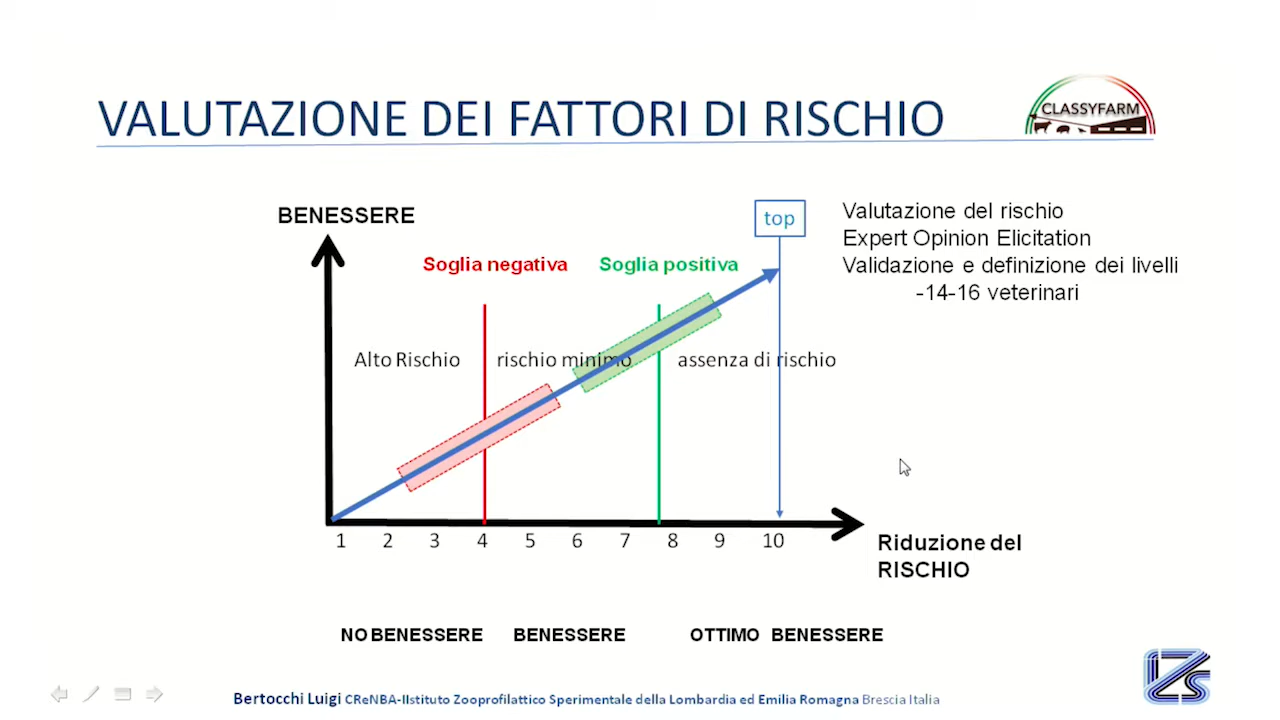 VALUTAZIONE DEI FATTORI DI RISCHIO
CLASSYFARM
BENESSERE
top
Valutazione del rischio
Expert Opinion Elicitation
Validazione e definizione dei livelli
-14-16 veterinari
Soglia negativa
Soglia positiva
Alto Rischio
rischio minimo
assenza di rischio
1 2 3 4 5 6 7 8 9 10
Riduzione del
RISCHIO
NO BENESSERE
BENESSERE
OTTIMO BENESSERE
Bertocchi Luigi CReNBA-IIstituto Zooprofilattico Sperimentale della Lombardia ed Emilia Romagna Brescia Italia
IZS